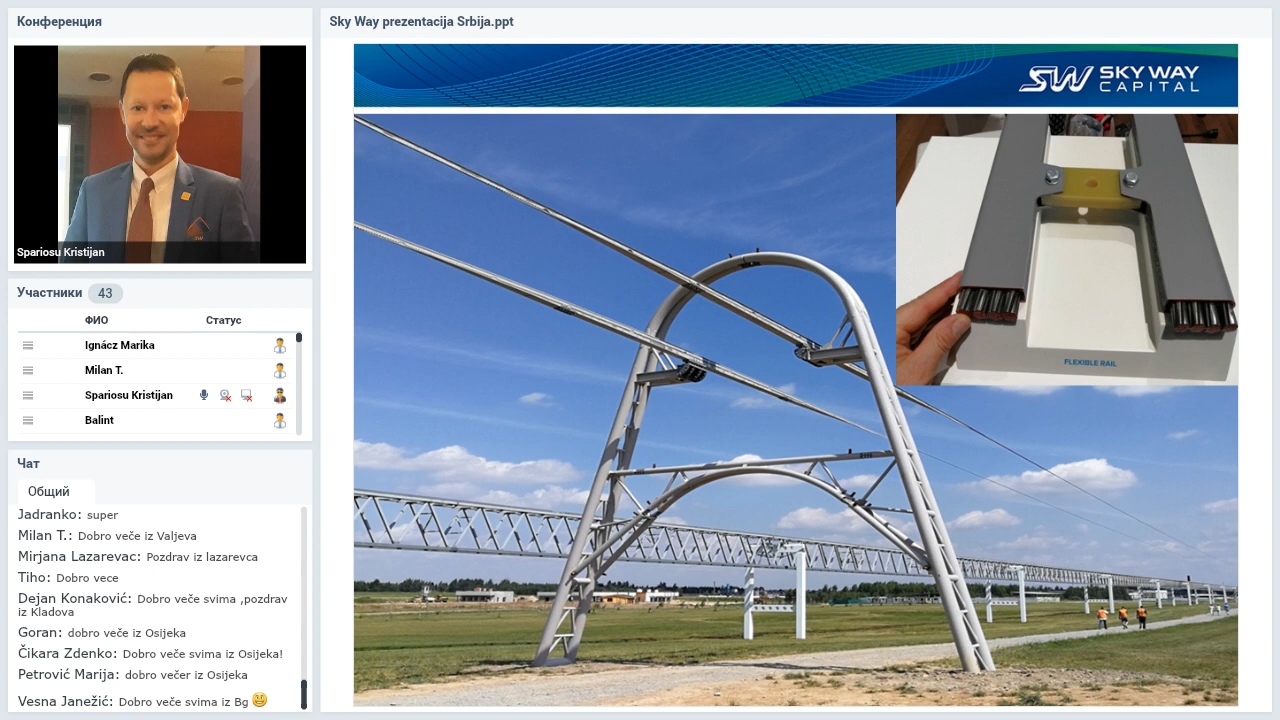 Конференция
Spariosu Kristijan
Участники 43
ФИО Статус
Ignácz Marika
Milan T.
Spariosu Kristijan
Balint
Чат
Общий
Jadranko: super
Milan T.: Dobro veče iz Valjeva
Mirjana Lazarevac: Pozdrav iz lazarevca
Tiho: Dobro vece
Dejan Konaković: Dobro veče svima ,pozdrav
iz Kladova
Goran: dobro veče iz Osijeka
Čikara Zdenko: Dobro veče svima iz Osijeka!
Petrović Marija: dobro večer iz Osijeka
Vesna Janežić: Dobro veče svima iz Bg
Sky Way prezentacija Srbija.ppt
SW SKY WAY
CAPITAL
FLEXIBLE RAIL